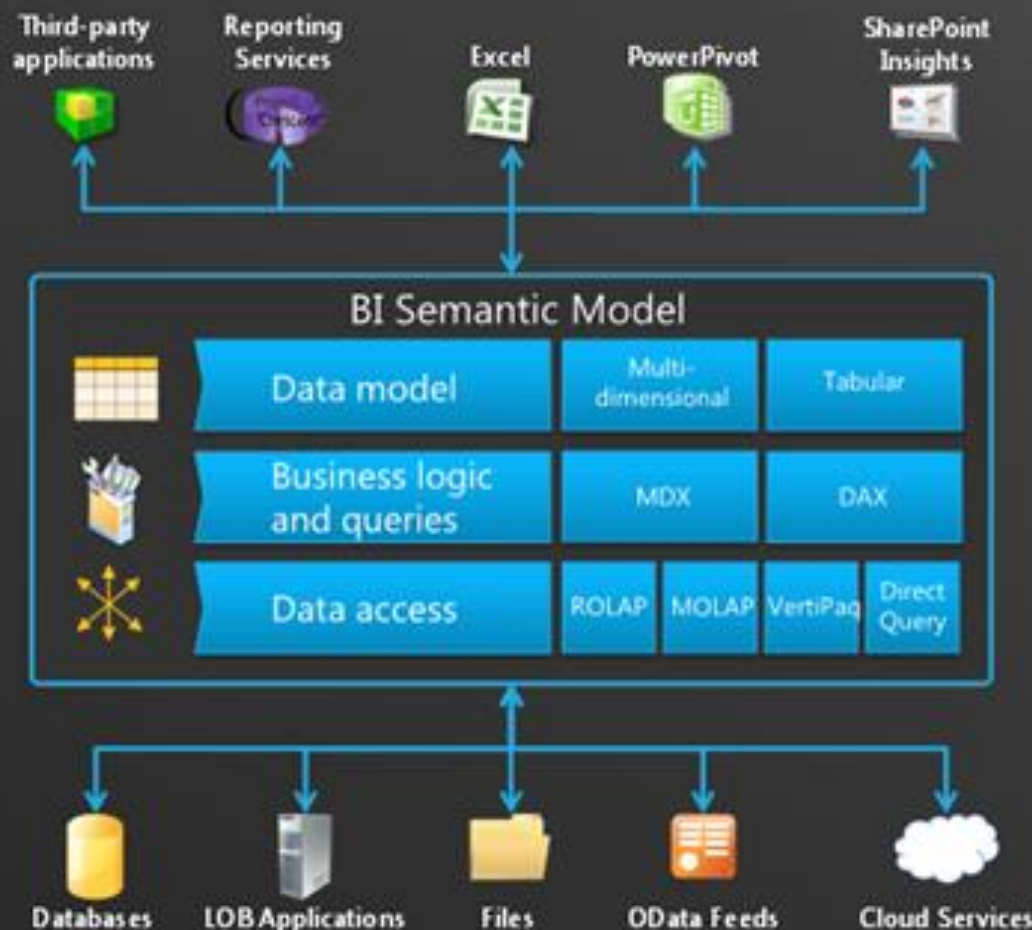 Third-party
applications
Reporting
Services
Excel
PowerPivot
SharePoint
Insights
BI Semantic Model
Data model
Multi-
dimensional
Tabular
Business logic
and queries
MDX
DAX
Data access
ROLAP
MOLAP
VertiPaq
Direct
Query
Databases
LOB Applications
Files
OData Feeds
Cloud Services